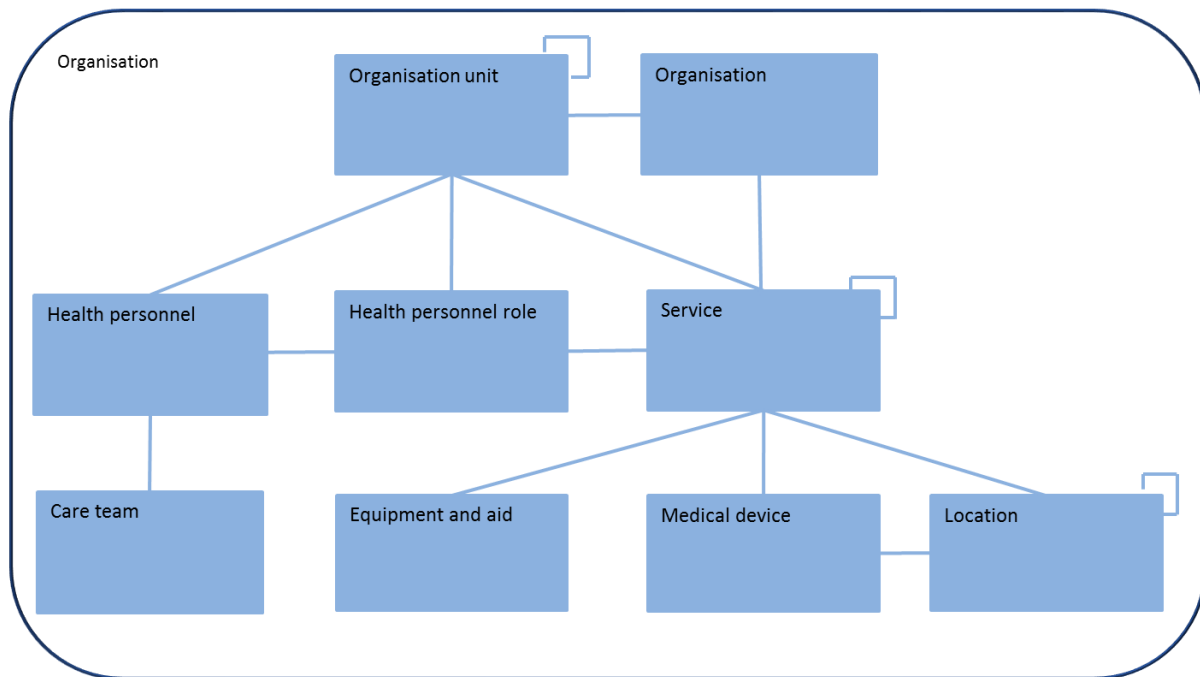 Organisation
Organisation unit
Organisation
Health personnel
Health personnel role
Service
Care team
Equipment and aid
Medical device
Location